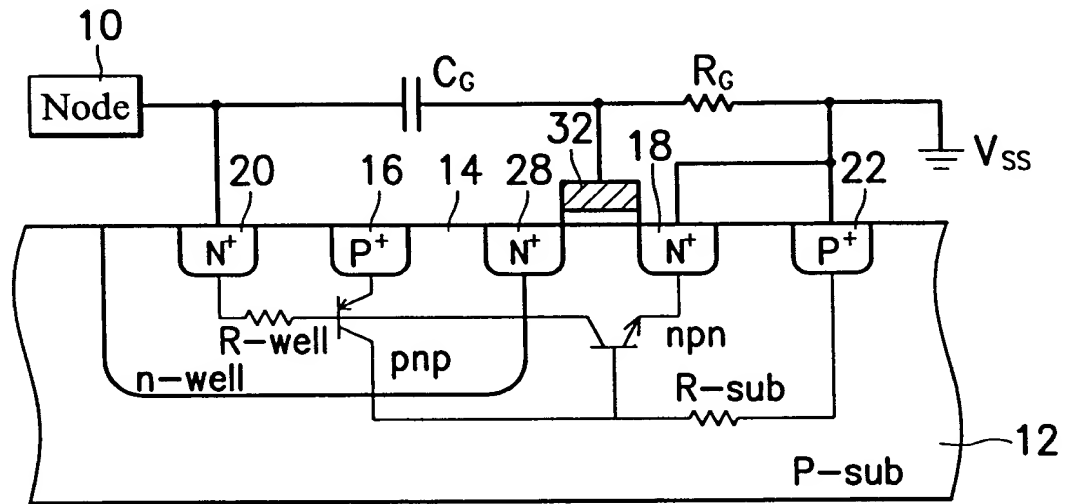 10
Node
C_G
R_G
32
18
V_SS
20
16
14
28
22
N+
P+
N+
N+
P+
R-well
pnp
npn
n-well
R-sub
12
P-sub